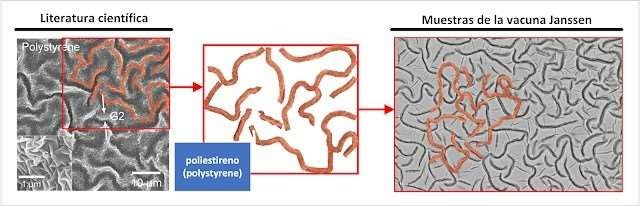 Literatura científica
Muestras de la vacuna Janssen
Polystyrene
G2
1 µm
10 µm
poliestireno
(polystyrene)